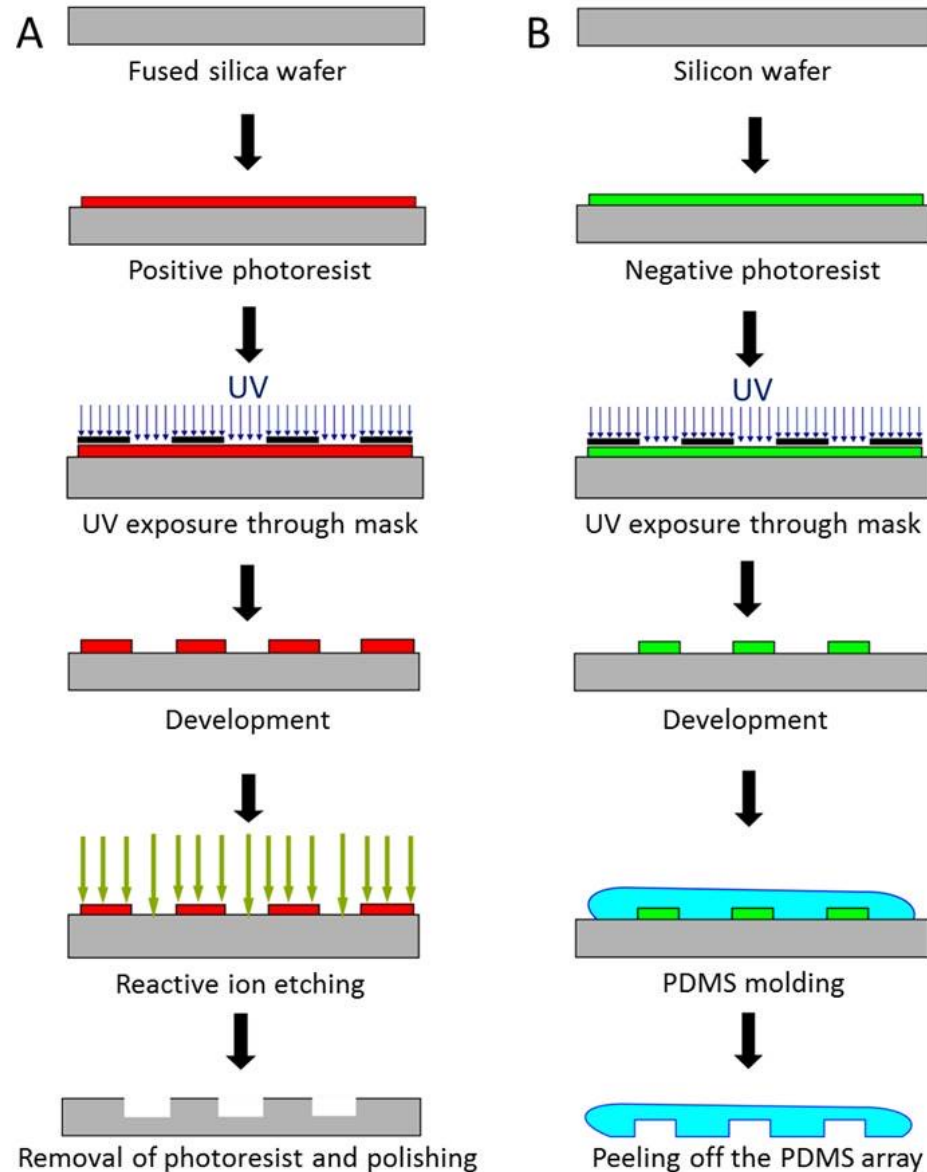 A
Fused silica wafer
Positive photoresist
UV
UV exposure through mask
Development
Reactive ion etching
Removal of photoresist and polishing
B
Silicon wafer
Negative photoresist
UV
UV exposure through mask
Development
PDMS molding
Peeling off the PDMS array